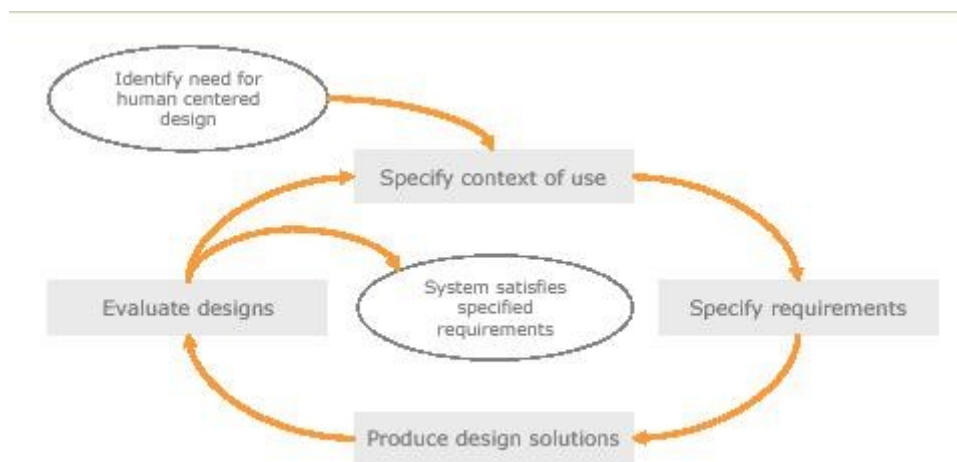 Identify need for
human centered
design
Specify context of use
Evaluate designs
System satisfies
specified
requirements
Specify requirements
Produce design solutions